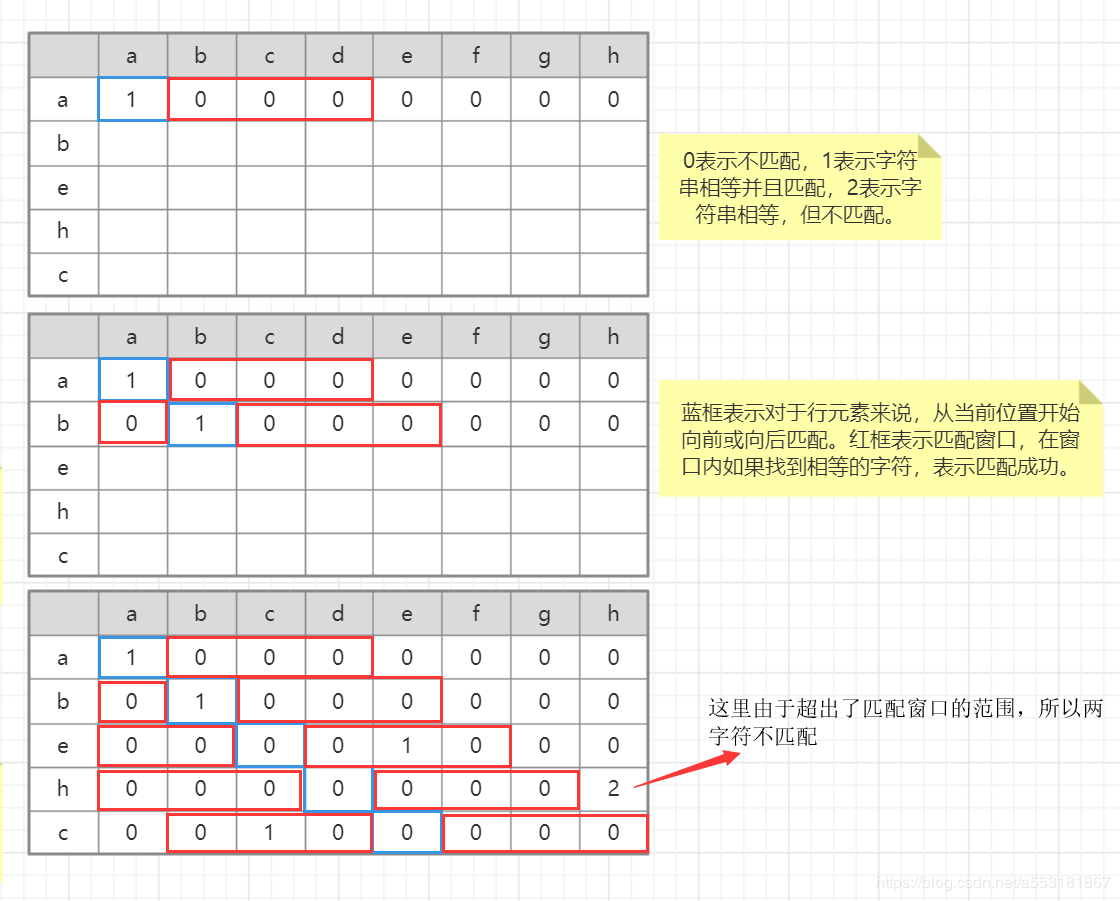 a b c d e f g h
a 1 0 0 0 0 0 0 0
b
e
h
c
0表示不匹配，1表示字符
串相等并且匹配，2表示字
符串相等，但不匹配。
a b c d e f g h
a 1 0 0 0 0 0 0 0
b 0 1 0 0 0 0 0 0
e
h
c
蓝框表示对于行元素来说，从当前位置开始
向前或向后匹配。红框表示匹配窗口，在窗
口内如果找到相等的字符，表示匹配成功。
a b c d e f g h
a 1 0 0 0 0 0 0 0
b 0 1 0 0 0 0 0 0
e 0 0 0 0 1 0 0 0
h 0 0 0 0 0 0 0 2
c 0 0 1 0 0 0 0 0
这里由于超出了匹配窗口的范围，所以两
字符不匹配
https://blog.csdn.net/a553181867